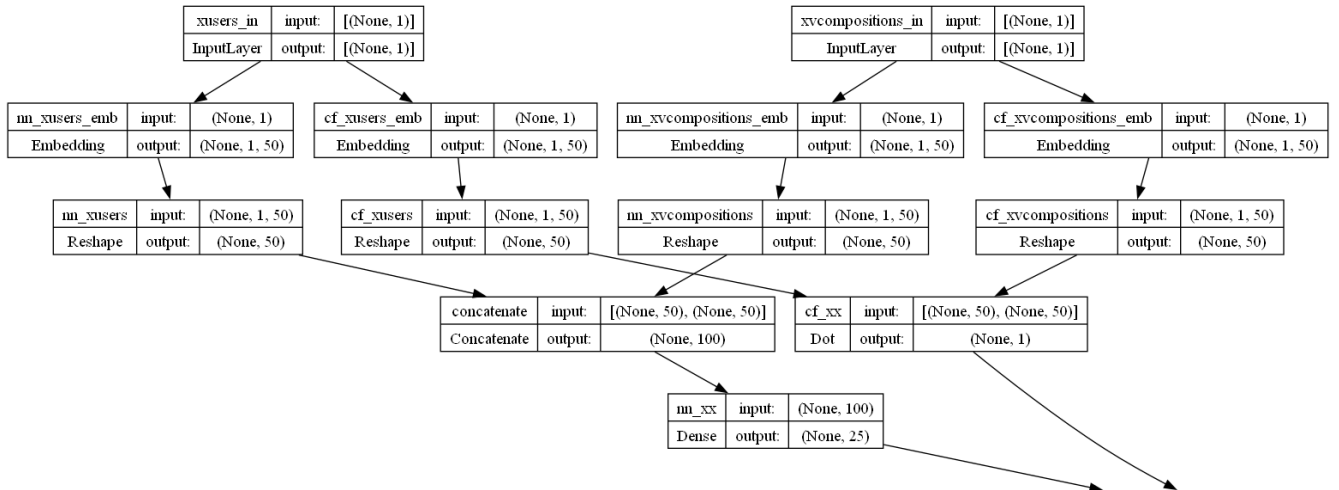 xusers_in input: [(None, 1)]
InputLayer output: [(None, 1)]
xvcompositions_in input: [(None, 1)]
InputLayer output: [(None, 1)]
nn_xusers_emb input: (None, 1)
Embedding output: (None, 1, 50)
cf_xusers_emb input: (None, 1)
Embedding output: (None, 1, 50)
nn_xvcompositions_emb input: (None, 1)
Embedding output: (None, 1, 50)
cf_xvcompositions_emb input: (None, 1)
Embedding output: (None, 1, 50)
nn_xusers input: (None, 1, 50)
Reshape output: (None, 50)
cf_xusers input: (None, 1, 50)
Reshape output: (None, 50)
nn_xvcompositions input: (None, 1, 50)
Reshape output: (None, 50)
cf_xvcompositions input: (None, 1, 50)
Reshape output: (None, 50)
concatenate input: [(None, 50), (None, 50)]
Concatenate output: (None, 100)
cf_xx input: [(None, 50), (None, 50)]
Dot output: (None, 1)
nn_xx input: (None, 100)
Dense output: (None, 25)